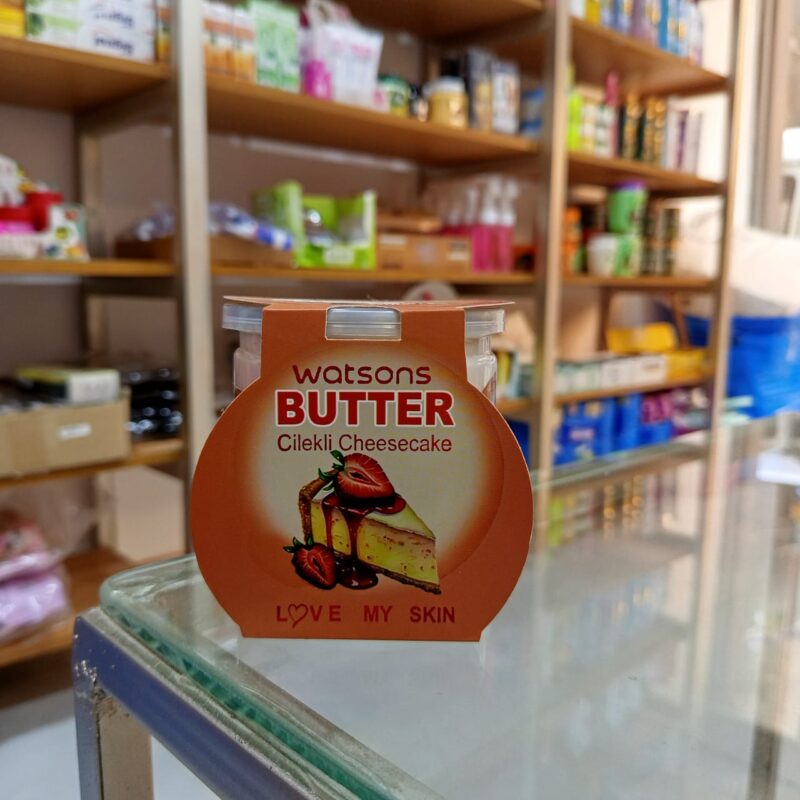 watsons
BUTTER
Cilekli Cheesecake
LOVE MY SKIN